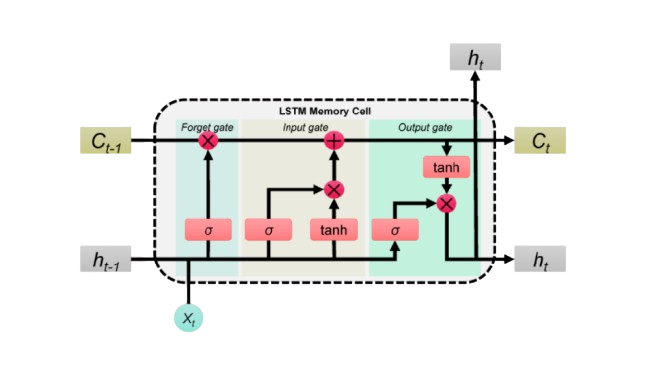 h_t
LSTM Memory Cell
Forget gate Input gate Output gate
C_t-1 × + C_t
tanh
× ×
σ σ tanh σ
h_t-1 h_t
X_t